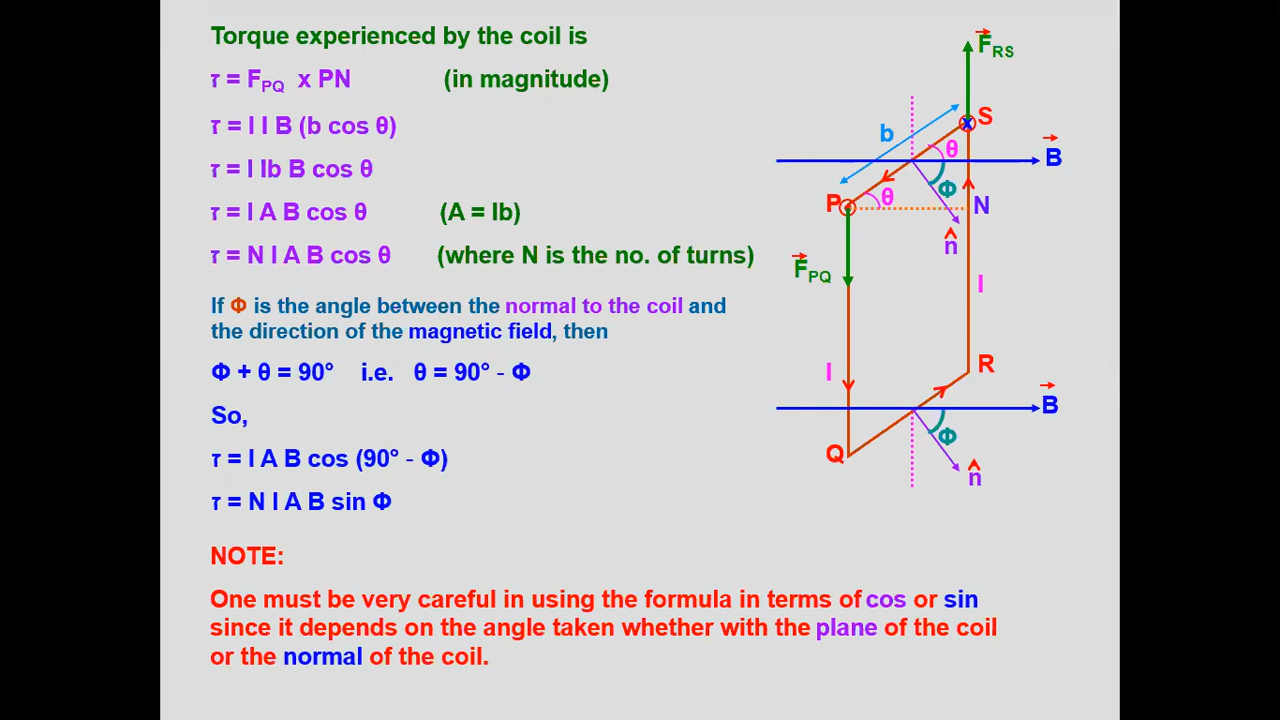 Torque experienced by the coil is
τ = F_PQ x PN (in magnitude)
τ = I l B (b cos θ)
τ = I lb B cos θ
τ = I A B cos θ (A = lb)
τ = N I A B cos θ (where N is the no. of turns)
If Φ is the angle between the normal to the coil and
the direction of the magnetic field, then
Φ + θ = 90° i.e. θ = 90° - Φ
So,
τ = I A B cos (90° - Φ)
τ = N I A B sin Φ
NOTE:
One must be very careful in using the formula in terms of cos or sin
since it depends on the angle taken whether with the plane of the coil
or the normal of the coil.
F_RS
S
b
θ
B
Φ
P
θ
N
n
F_PQ
I
I
R
B
Φ
Q
n